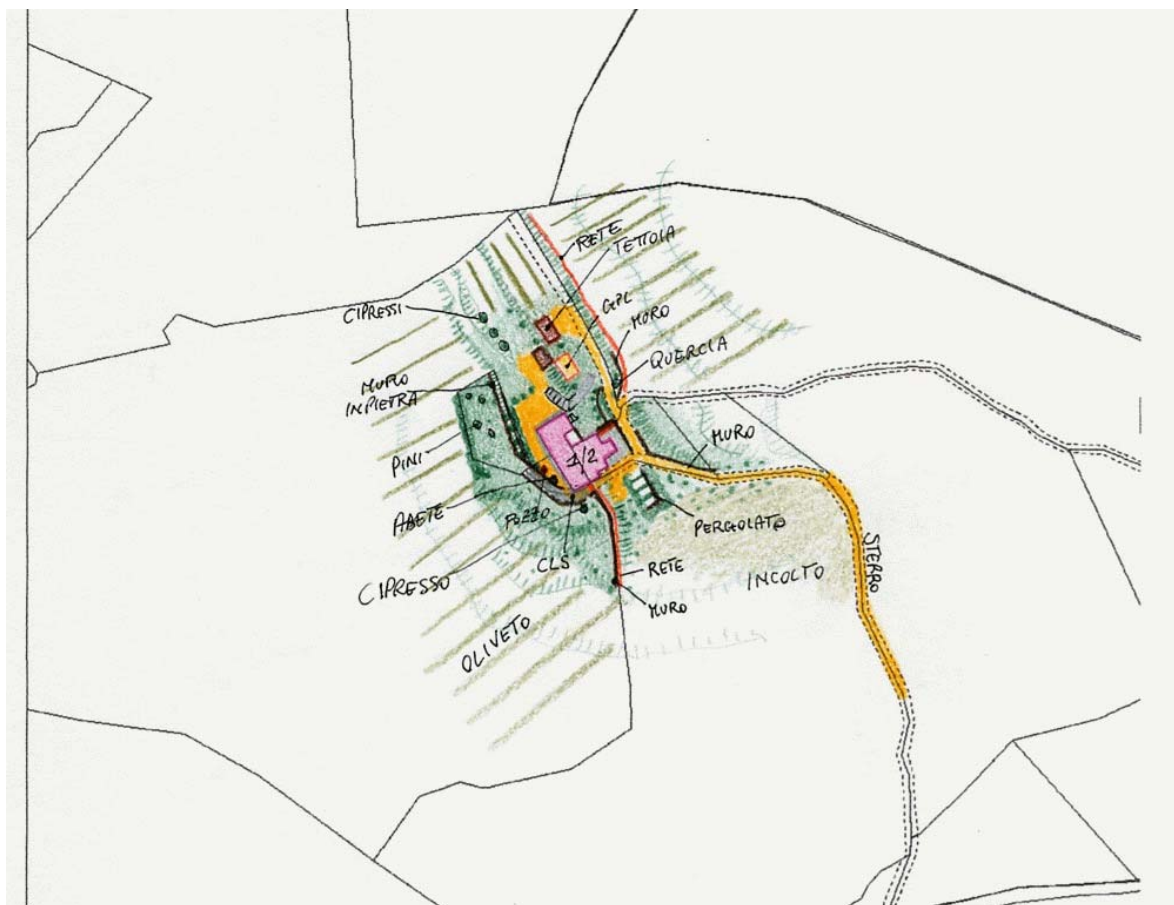 RETE
TETTOIA
GPL
CIPRESSI
MURO
QUERCIA
MURO
IN PIETRA
MURO
PINI
1/2
ABETE
POZZO
PERGOLATO
STERRO
CLS
RETE
INCOLTO
CIPRESSO
MURO
OLIVETO